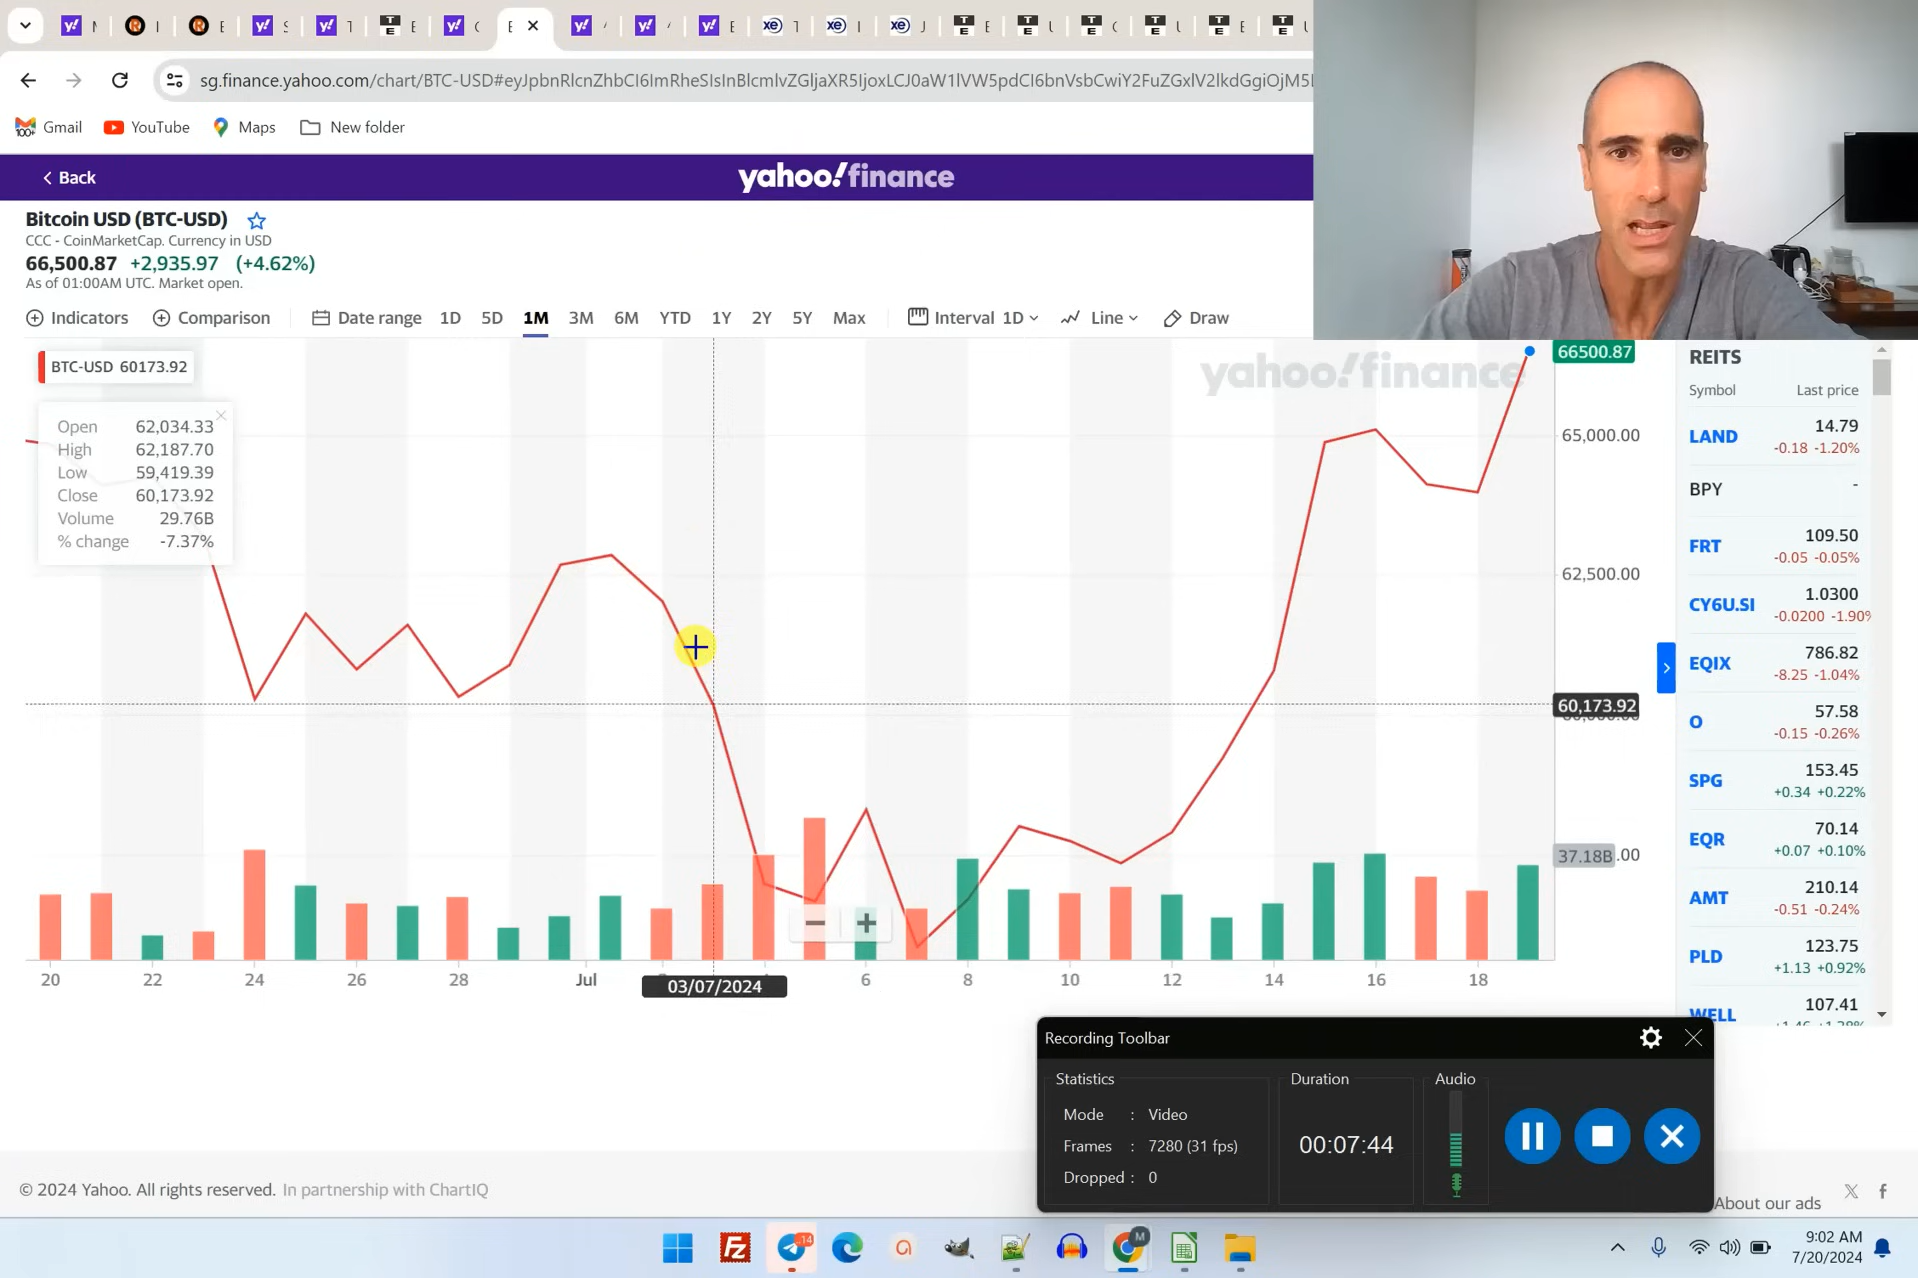 sg.finance.yahoo.com/chart/BTC-USD#eyJpbnRlcnZhbCI6ImRheSIsInBlcmlvZGljaXR5IjoxLCJ0aW1lVW5pdCI6bnVsbCwiY2FuZGxlV2lkdGgiOjM5
Gmail
YouTube
Maps
New folder
Back
yahoo!finance
Bitcoin USD (BTC-USD)
CCC - CoinMarketCap. Currency in USD
66,500.87 +2,935.97 (+4.62%)
As of 01:00AM UTC. Market open.
Indicators Comparison Date range 1D 5D 1M 3M 6M YTD 1Y 2Y 5Y Max Interval 1D Line Draw
BTC-USD 60173.92
Open 62,034.33
High 62,187.70
Low 59,419.39
Close 60,173.92
Volume 29.76B
% change -7.37%
yahoo!finance
66500.87
65,000.00
62,500.00
60,173.92
37.18B .00
20 22 24 26 28 Jul 03/07/2024 6 8 10 12 14 16 18
REITS
Symbol Last price
LAND 14.79
-0.18 -1.20%
BPY -
FRT 109.50
-0.05 -0.05%
CY6U.SI 1.0300
-0.0200 -1.90%
EQIX 786.82
-8.25 -1.04%
O 57.58
-0.15 -0.26%
SPG 153.45
+0.34 +0.22%
EQR 70.14
+0.07 +0.10%
AMT 210.14
-0.51 -0.24%
PLD 123.75
+1.13 +0.92%
WELL 107.41
Recording Toolbar
Statistics
Mode : Video
Frames : 7280 (31 fps)
Dropped : 0
Duration
00:07:44
Audio
© 2024 Yahoo. All rights reserved. In partnership with ChartIQ
About our ads
14
M
9:02 AM
7/20/2024